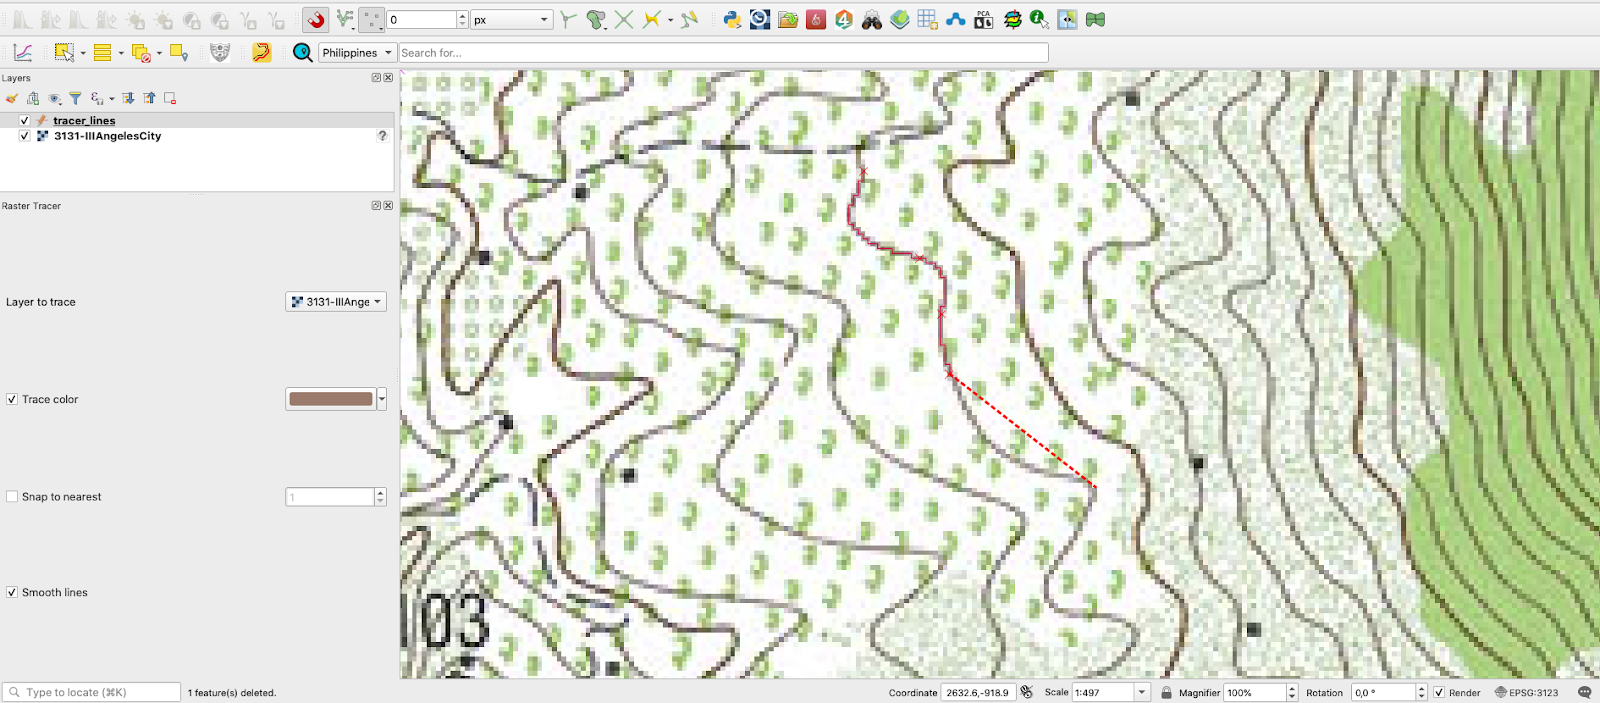 0 px
4 PCA
Philippines Search for...
Layers
tracer_lines
3131-IIIAngelesCity ?
Raster Tracer
Layer to trace 3131-IIIAnge
Trace color
Snap to nearest 1
Smooth lines
03
Type to locate (⌘K) 1 feature(s) deleted. Coordinate 2632.6,-918.9 Scale 1:497 Magnifier 100% Rotation 0,0 ° Render EPSG:3123